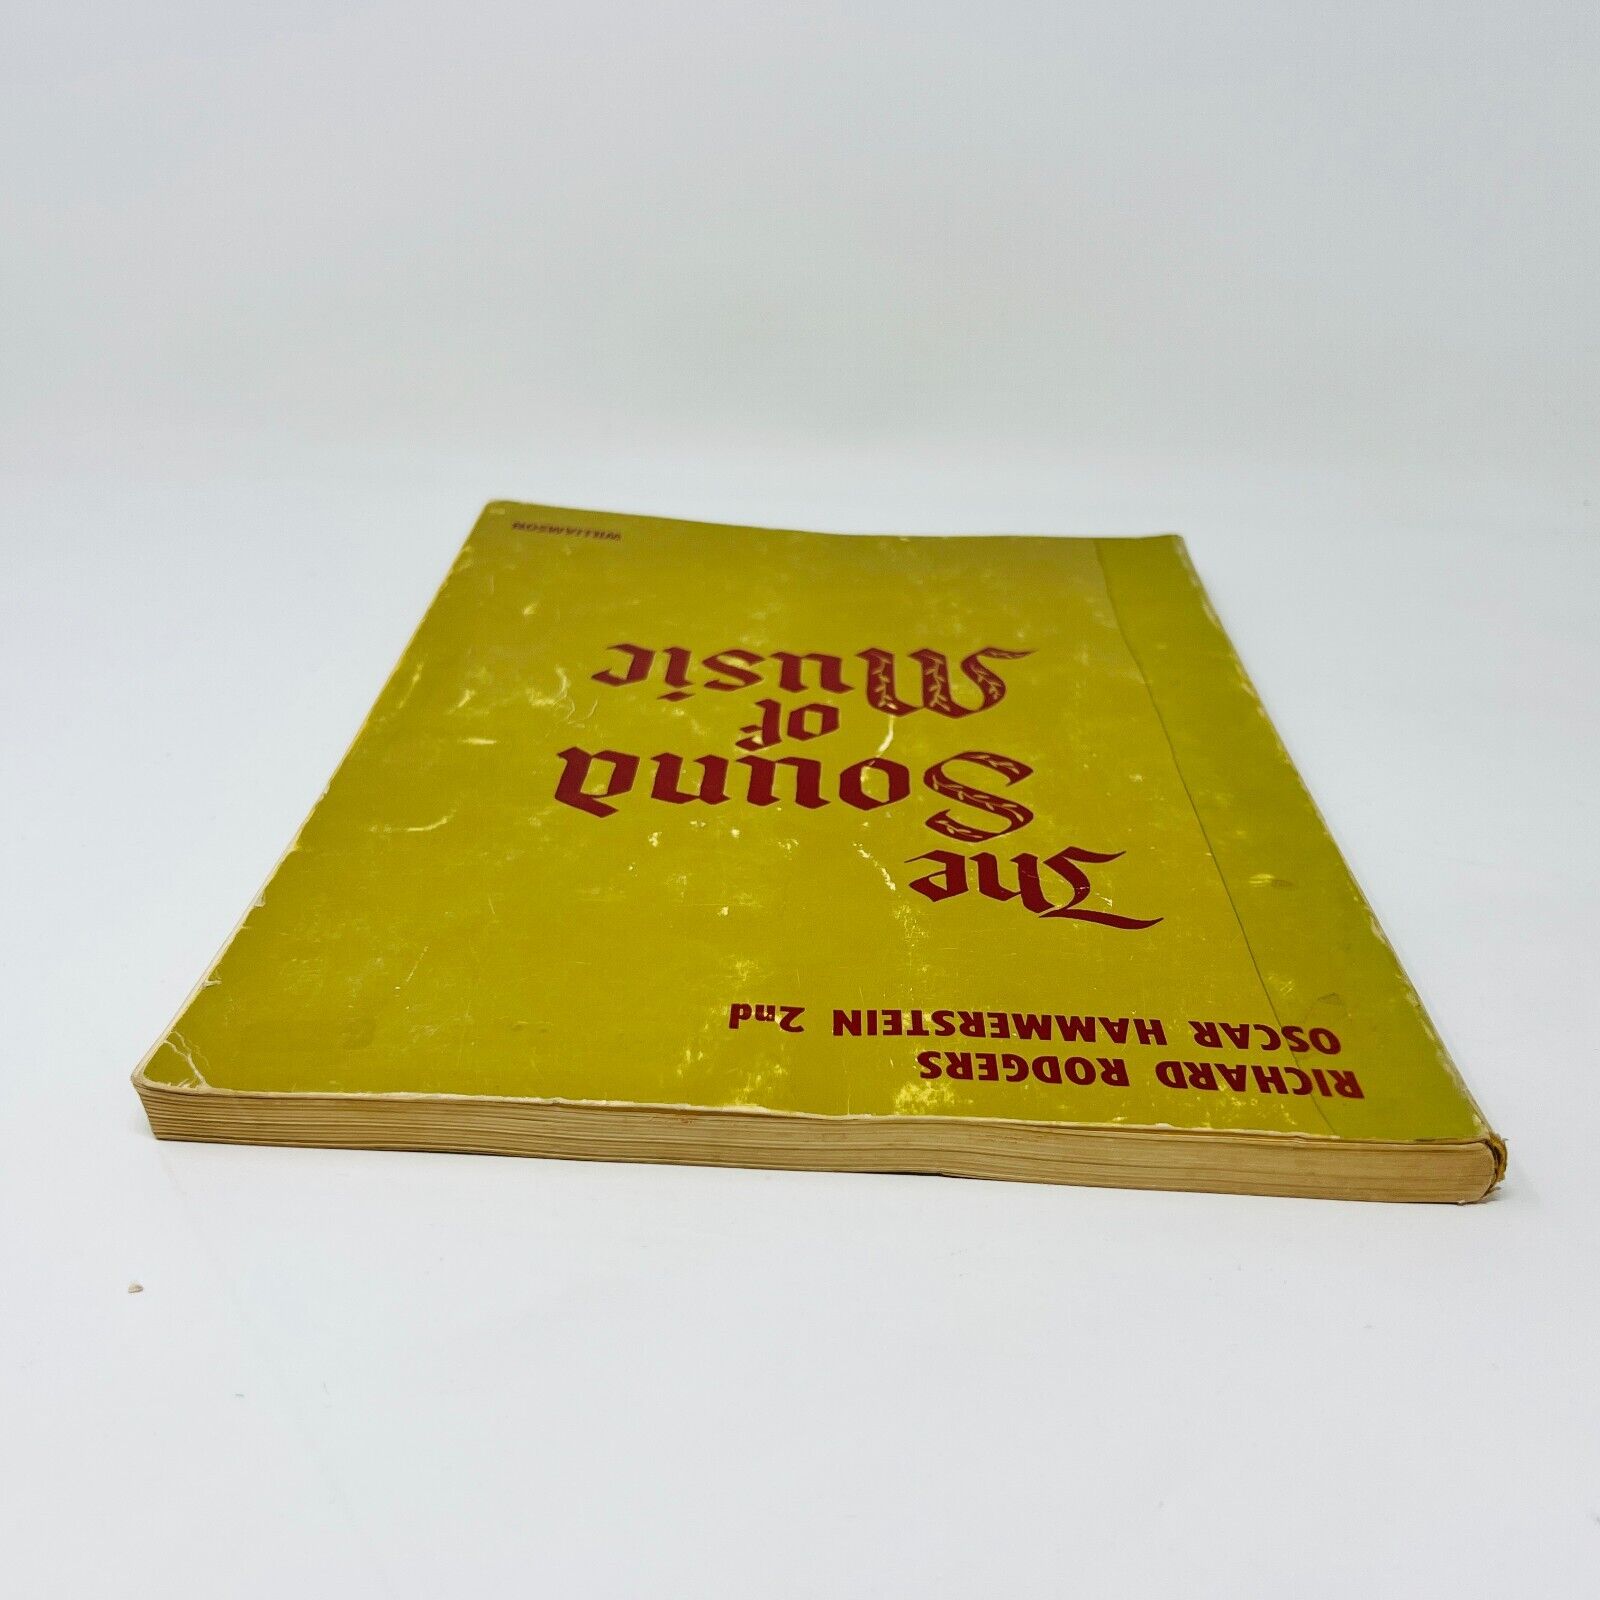 RICHARD RODGERS
OSCAR HAMMERSTEIN 2nd
The
Sound
of
Music
WILLIAMSON